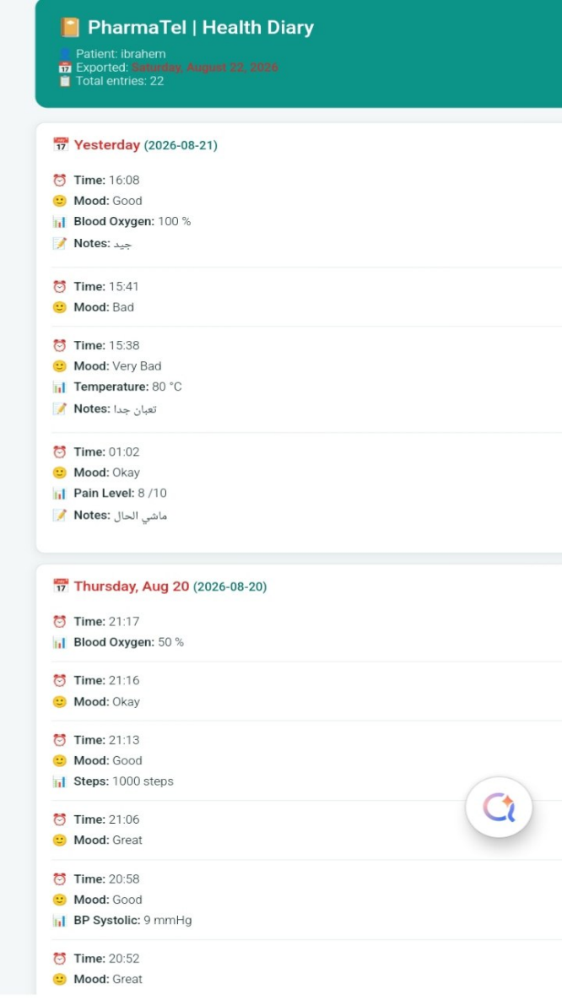 PharmaTel | Health Diary
Patient: ibrahem
Exported: Saturday, August 22, 2026
Total entries: 22
Yesterday (2026-08-21)
Time: 16:08
Mood: Good
Blood Oxygen: 100 %
Notes: جيد
Time: 15:41
Mood: Bad
Time: 15:38
Mood: Very Bad
Temperature: 80 °C
Notes: تعبان جدا
Time: 01:02
Mood: Okay
Pain Level: 8 /10
Notes: ماشي الحال
Thursday, Aug 20 (2026-08-20)
Time: 21:17
Blood Oxygen: 50 %
Time: 21:16
Mood: Okay
Time: 21:13
Mood: Good
Steps: 1000 steps
Time: 21:06
Mood: Great
Time: 20:58
Mood: Good
BP Systolic: 9 mmHg
Time: 20:52
Mood: Great